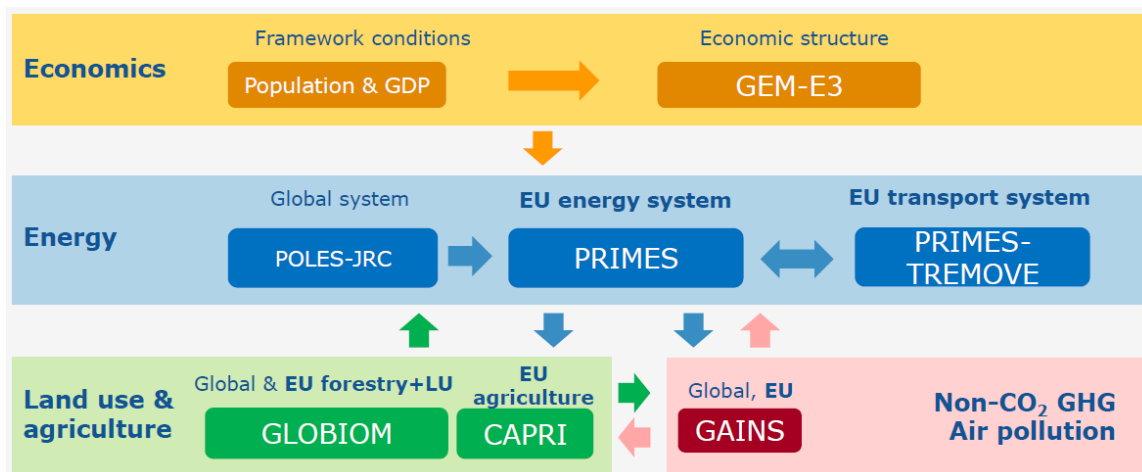 Economics
Framework conditions
Population & GDP
Economic structure
GEM-E3
Energy
Global system
POLES-JRC
EU energy system
PRIMES
EU transport system
PRIMES-
TREMOVE
Land use &
agriculture
Global & EU forestry+LU
GLOBIOM
EU
agriculture
CAPRI
Global, EU
GAINS
Non-CO₂ GHG
Air pollution